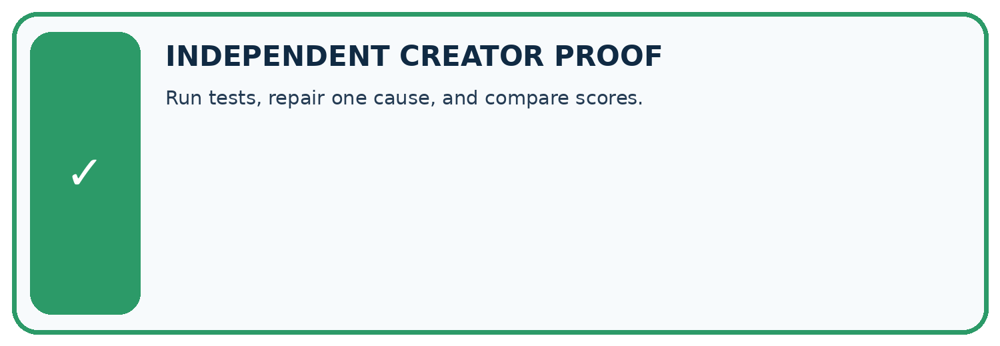 INDEPENDENT CREATOR PROOF
Run tests, repair one cause, and compare scores.
✓